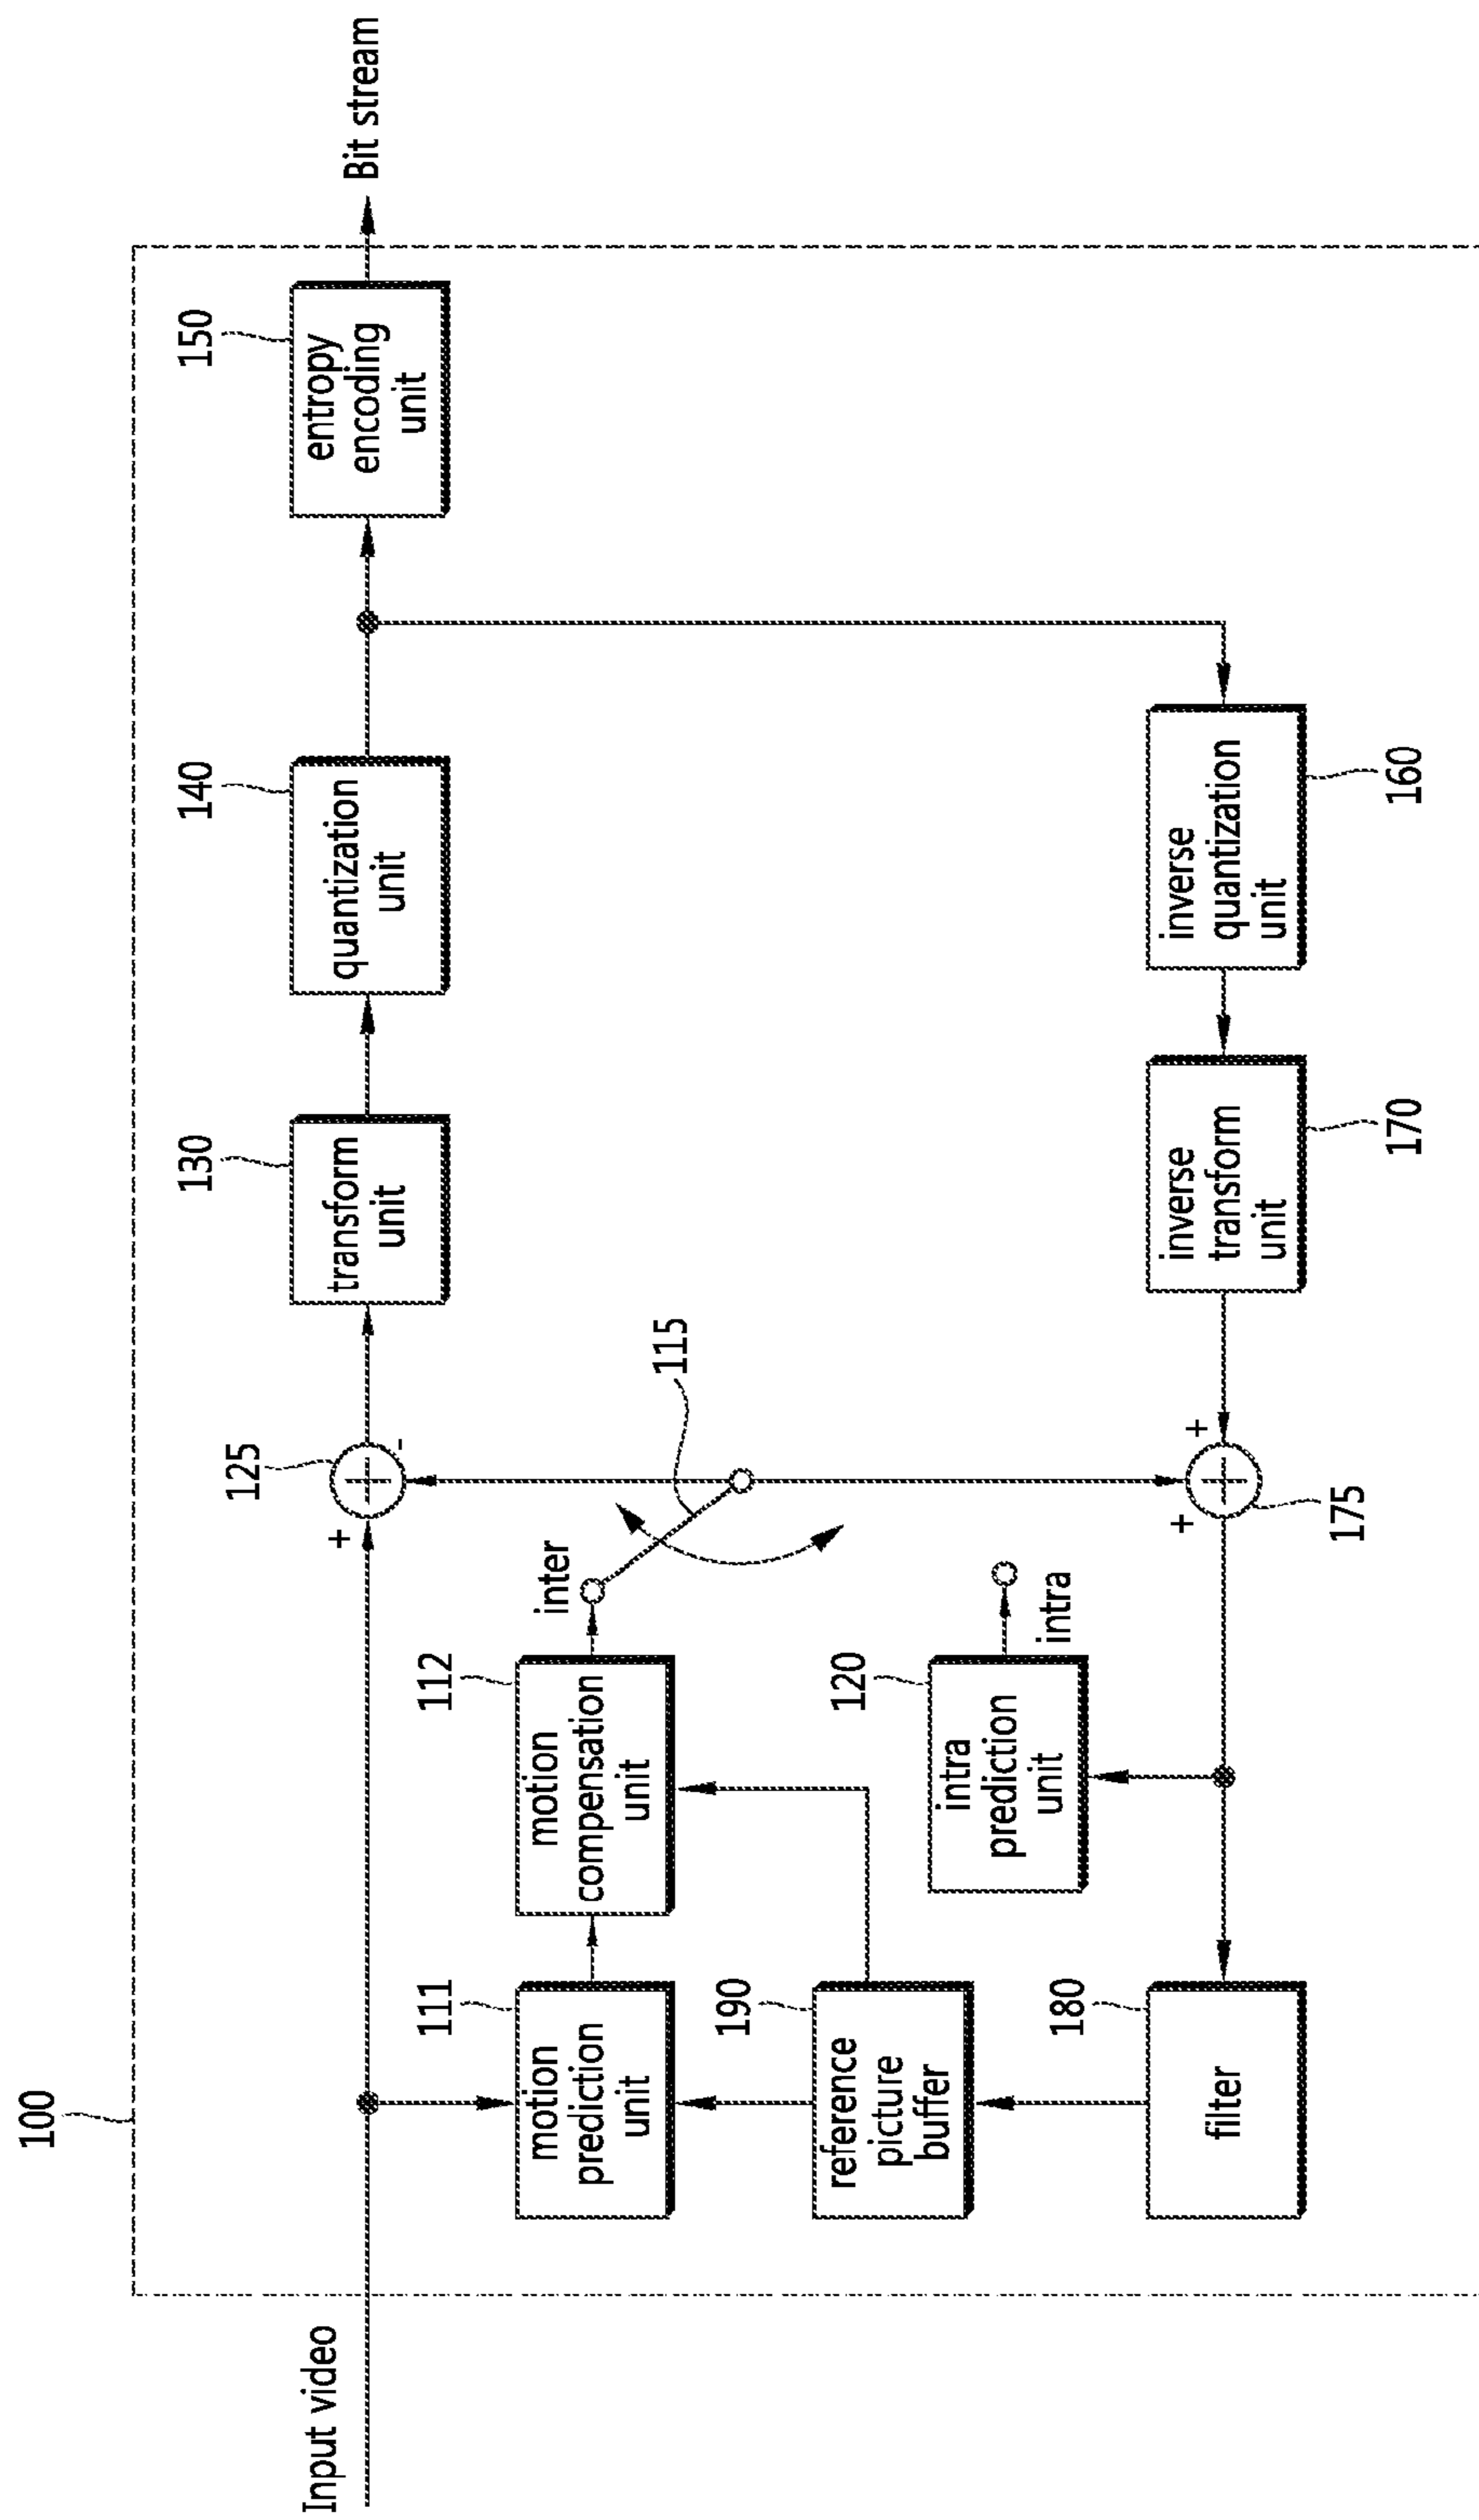 100
Input video
Bit stream
125
+
-
130
transform
unit
140
quantization
unit
150
entropy
encoding
unit
111
motion
prediction
unit
112
motion
compensation
unit
inter
115
190
reference
picture
buffer
120
intra
prediction
unit
intra
180
filter
+
+
175
inverse
transform
unit
170
inverse
quantization
unit
160